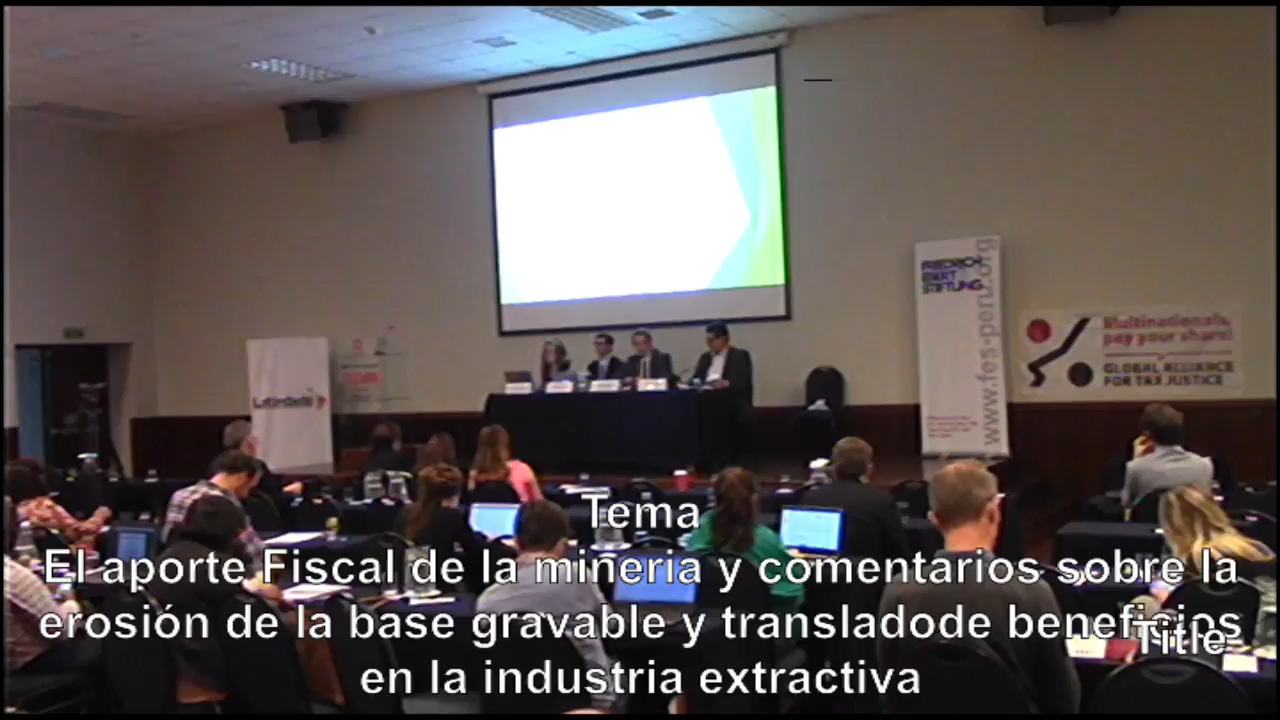 FRIEDRICH
EBERT
STIFTUNG
www.fes-peru.org
Multinationals,
pay your share!
GLOBAL ALLIANCE
FOR TAX JUSTICE
Latindadd
Tema
El aporte Fiscal de la mineria y comentarios sobre la
erosión de la base gravable y transladode beneficios
Title
en la industria extractiva